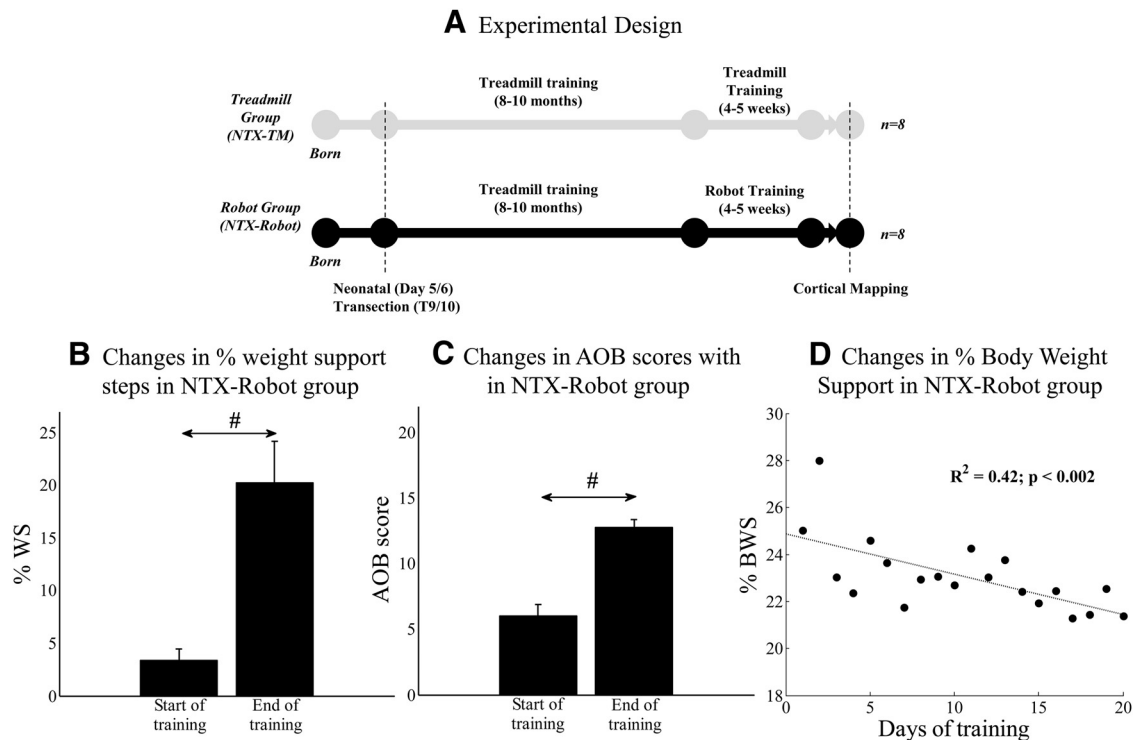 A Experimental Design
Treadmill
Group
(NTX-TM)
Treadmill training
(8-10 months)
Treadmill
Training
(4-5 weeks)
n=8
Born
Robot Group
(NTX-Robot)
Treadmill training
(8-10 months)
Robot Training
(4-5 weeks)
n=8
Born
Neonatal (Day 5/6)
Transection (T9/10)
Cortical Mapping
B Changes in % weight support
steps in NTX-Robot group
% WS
25
20
15
10
5
0
#
Start of
training
End of
training
C Changes in AOB scores with
in NTX-Robot group
AOB score
20
15
10
5
0
#
Start of
training
End of
training
D Changes in % Body Weight
Support in NTX-Robot group
% BWS
30
28
26
24
22
20
18
R² = 0.42; p < 0.002
0 5 10 15 20
Days of training